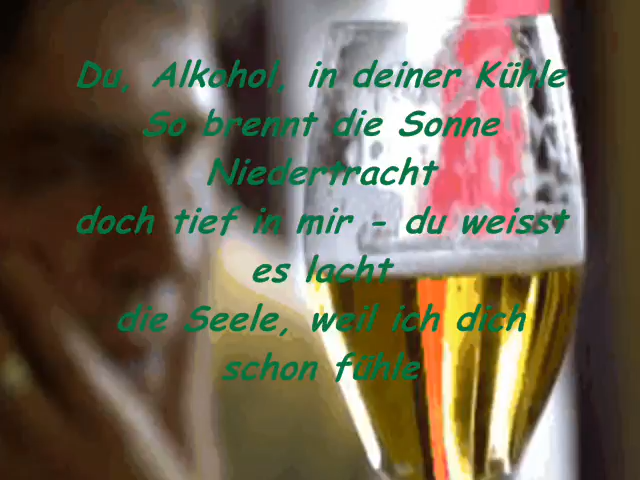 Du, Alkohol, in deiner Kühle
So brennt die Sonne
Niedertracht
doch tief in mir - du weisst
es lacht
die Seele, weil ich dich
schon fühle